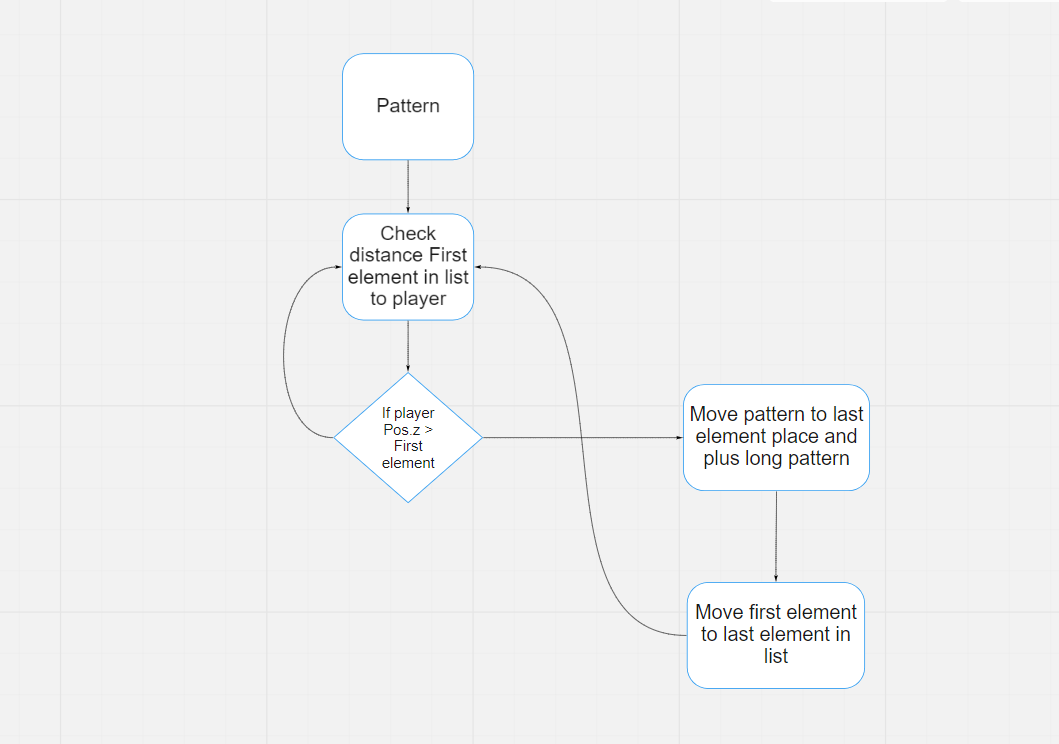 Pattern
Check
distance First
element in list
to player
If player
Pos.z >
First
element
Move pattern to last
element place and
plus long pattern
Move first element
to last element in
list